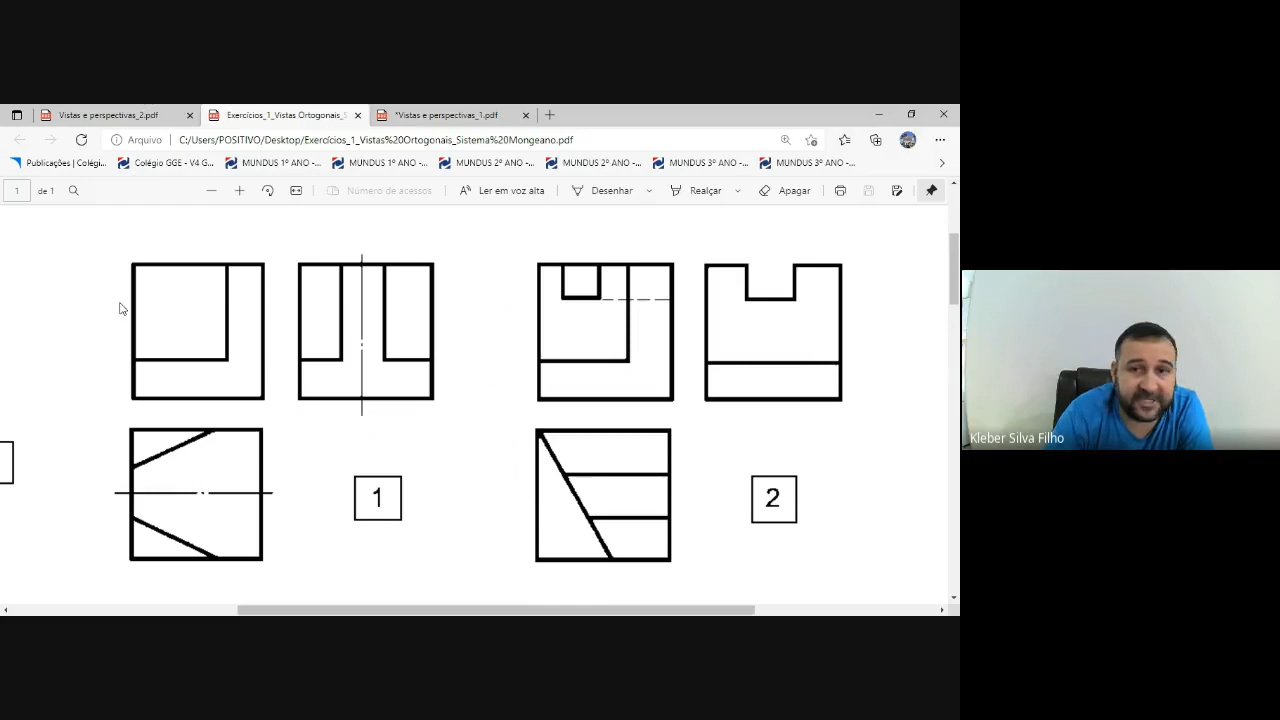 Vistas e perspectivas_2.pdf
Exercícios_1_Vistas Ortogonais_S
*Vistas e perspectivas_1.pdf
Arquivo
C:/Users/POSITIVO/Desktop/Exercícios_1_Vistas%20Ortogonais_Sistema%20Mongeano.pdf
Publicações | Colégi...
Colégio GGE - V4 G...
MUNDUS 1º ANO -...
MUNDUS 1º ANO -...
MUNDUS 2º ANO -...
MUNDUS 2º ANO -...
MUNDUS 3º ANO -...
MUNDUS 3º ANO -...
1
de 1
Número de acessos
Ler em voz alta
Desenhar
Realçar
Apagar
1
2
Kleber Silva Filho